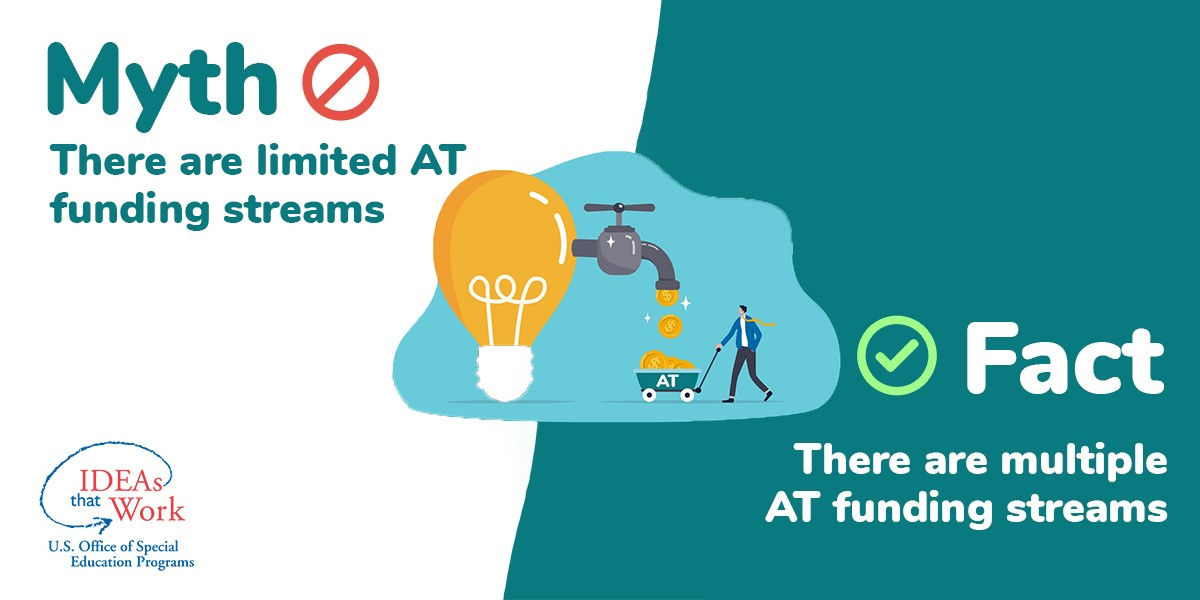 Myth
There are limited AT
funding streams
AT
Fact
There are multiple
AT funding streams
IDEAs
that Work
U.S. Office of Special
Education Programs